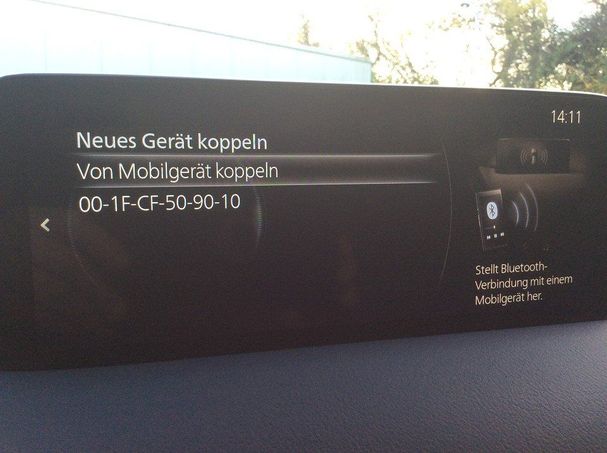 14:11
Neues Gerät koppeln
Von Mobilgerät koppeln
00-1F-CF-50-90-10
Stellt Bluetooth-
Verbindung mit einem
Mobilgerät her.